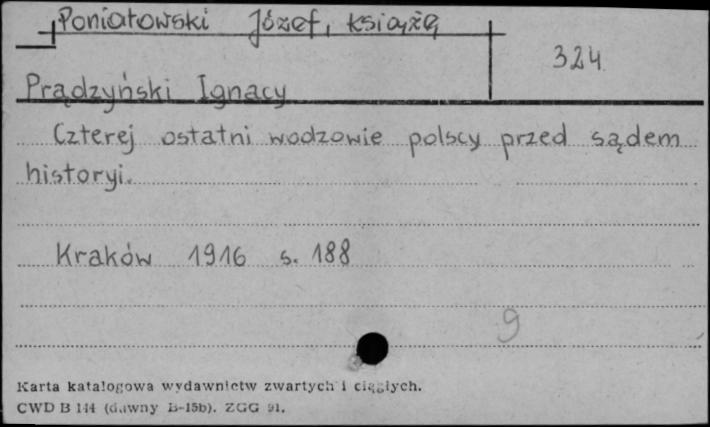 Poniatowski Józef, książę
324
Prądzyński Ignacy
Czterej ostatni wodzowie polscy przed sądem
historyi.
Kraków 1916 s. 188
9
Karta katalogowa wydawnictw zwartych i ciągłych.
CWD B 144 (dawny B-15b). ZGG 91.